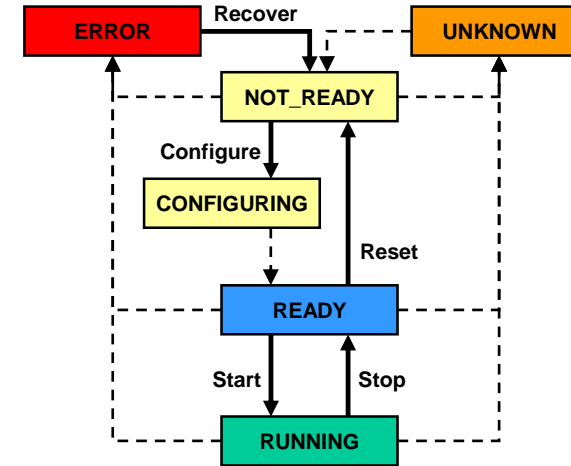 Recover
ERROR
UNKNOWN
NOT_READY
Configure
CONFIGURING
Reset
READY
Start
Stop
RUNNING